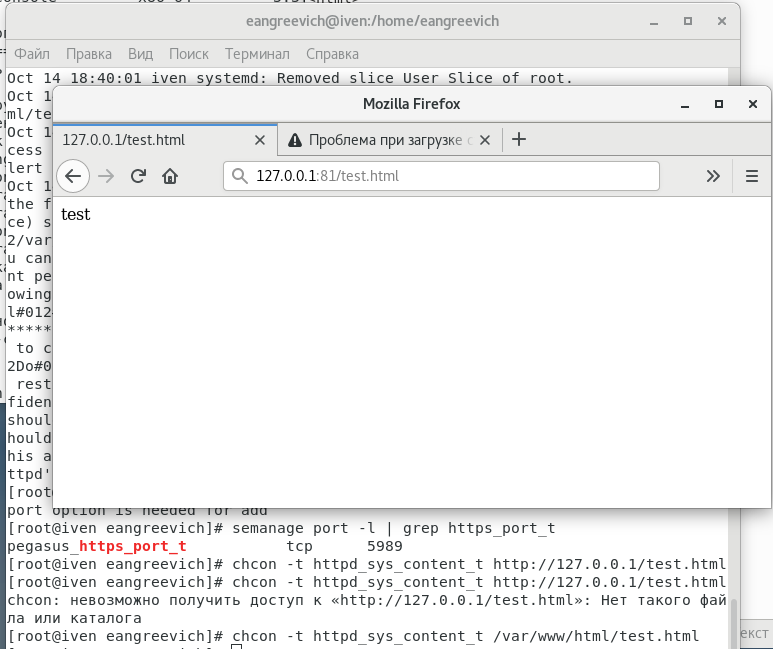 eangreevich@iven:/home/eangreevich
Файл Правка Вид Поиск Терминал Справка
Oct 14 18:40:01 iven systemd: Removed slice User Slice of root.
Oct 1
ml/te
Oct 1
cess
lert
Oct 1
the f
ce) s
2/var
u can
nt pe
owing
l#012
*****
to c
2Do#0
rest
fiden
shoul
hould
his a
ttpd'
[root
Mozilla Firefox
127.0.0.1/test.html
Проблема при загрузке с
127.0.0.1:81/test.html
test
port option is needed for add
[root@iven eangreevich]# semanage port -l | grep https_port_t
pegasus_https_port_t tcp 5989
[root@iven eangreevich]# chcon -t httpd_sys_content_t http://127.0.0.1/test.html
[root@iven eangreevich]# chcon -t httpd_sys_content_t http://127.0.0.1/test.html
chcon: невозможно получить доступ к «http://127.0.0.1/test.html»: Нет такого фай
ла или каталога
[root@iven eangreevich]# chcon -t httpd_sys_content_t /var/www/html/test.html
екст